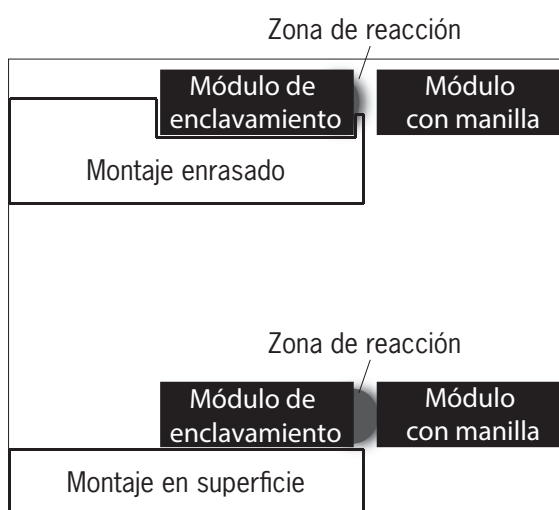 Zona de reacción
Módulo de
enclavamiento
Módulo
con manilla
Montaje enrasado
Zona de reacción
Módulo de
enclavamiento
Módulo
con manilla
Montaje en superficie